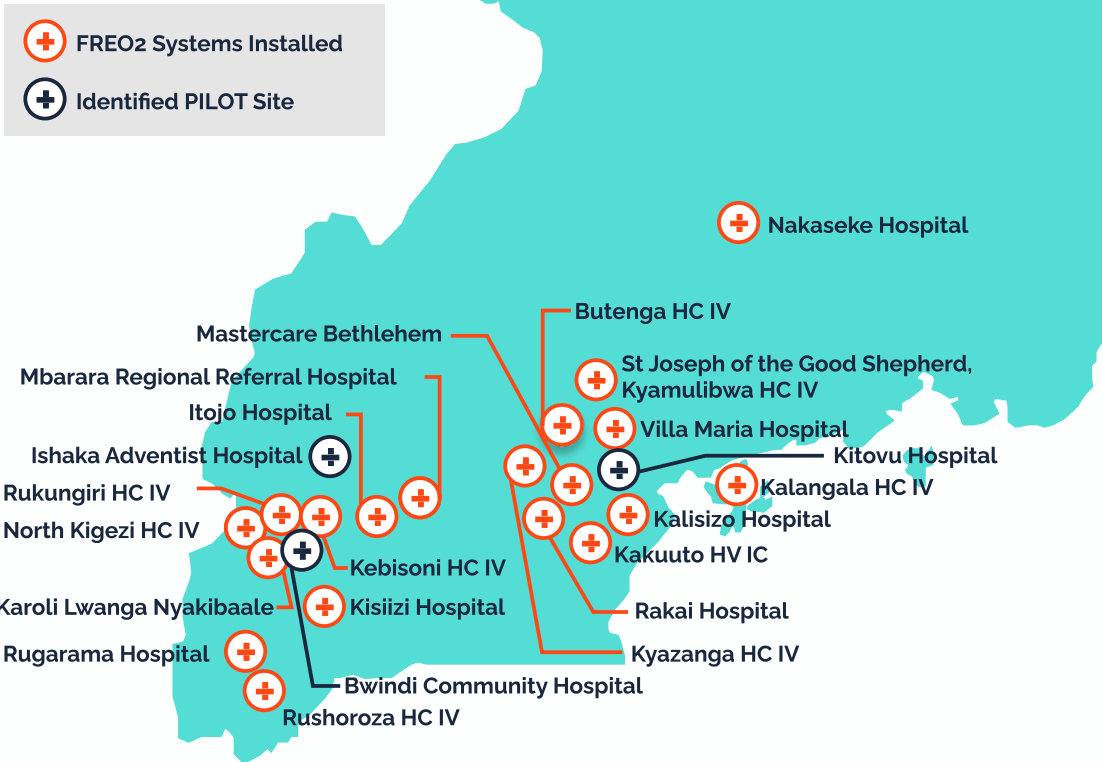 FREO2 Systems Installed
Identified PILOT Site
Nakaseke Hospital
Butenga HC IV
Mastercare Bethlehem
St Joseph of the Good Shepherd,
Kyamulibwa HC IV
Mbarara Regional Referral Hospital
Itojo Hospital
Villa Maria Hospital
Ishaka Adventist Hospital
Kitovu Hospital
Rukungiri HC IV
Kalangala HC IV
North Kigezi HC IV
Kalisizo Hospital
Kakuuto HV IC
Kebisoni HC IV
Karoli Lwanga Nyakibaale
Kisiizi Hospital
Rakai Hospital
Rugarama Hospital
Kyazanga HC IV
Bwindi Community Hospital
Rushoroza HC IV